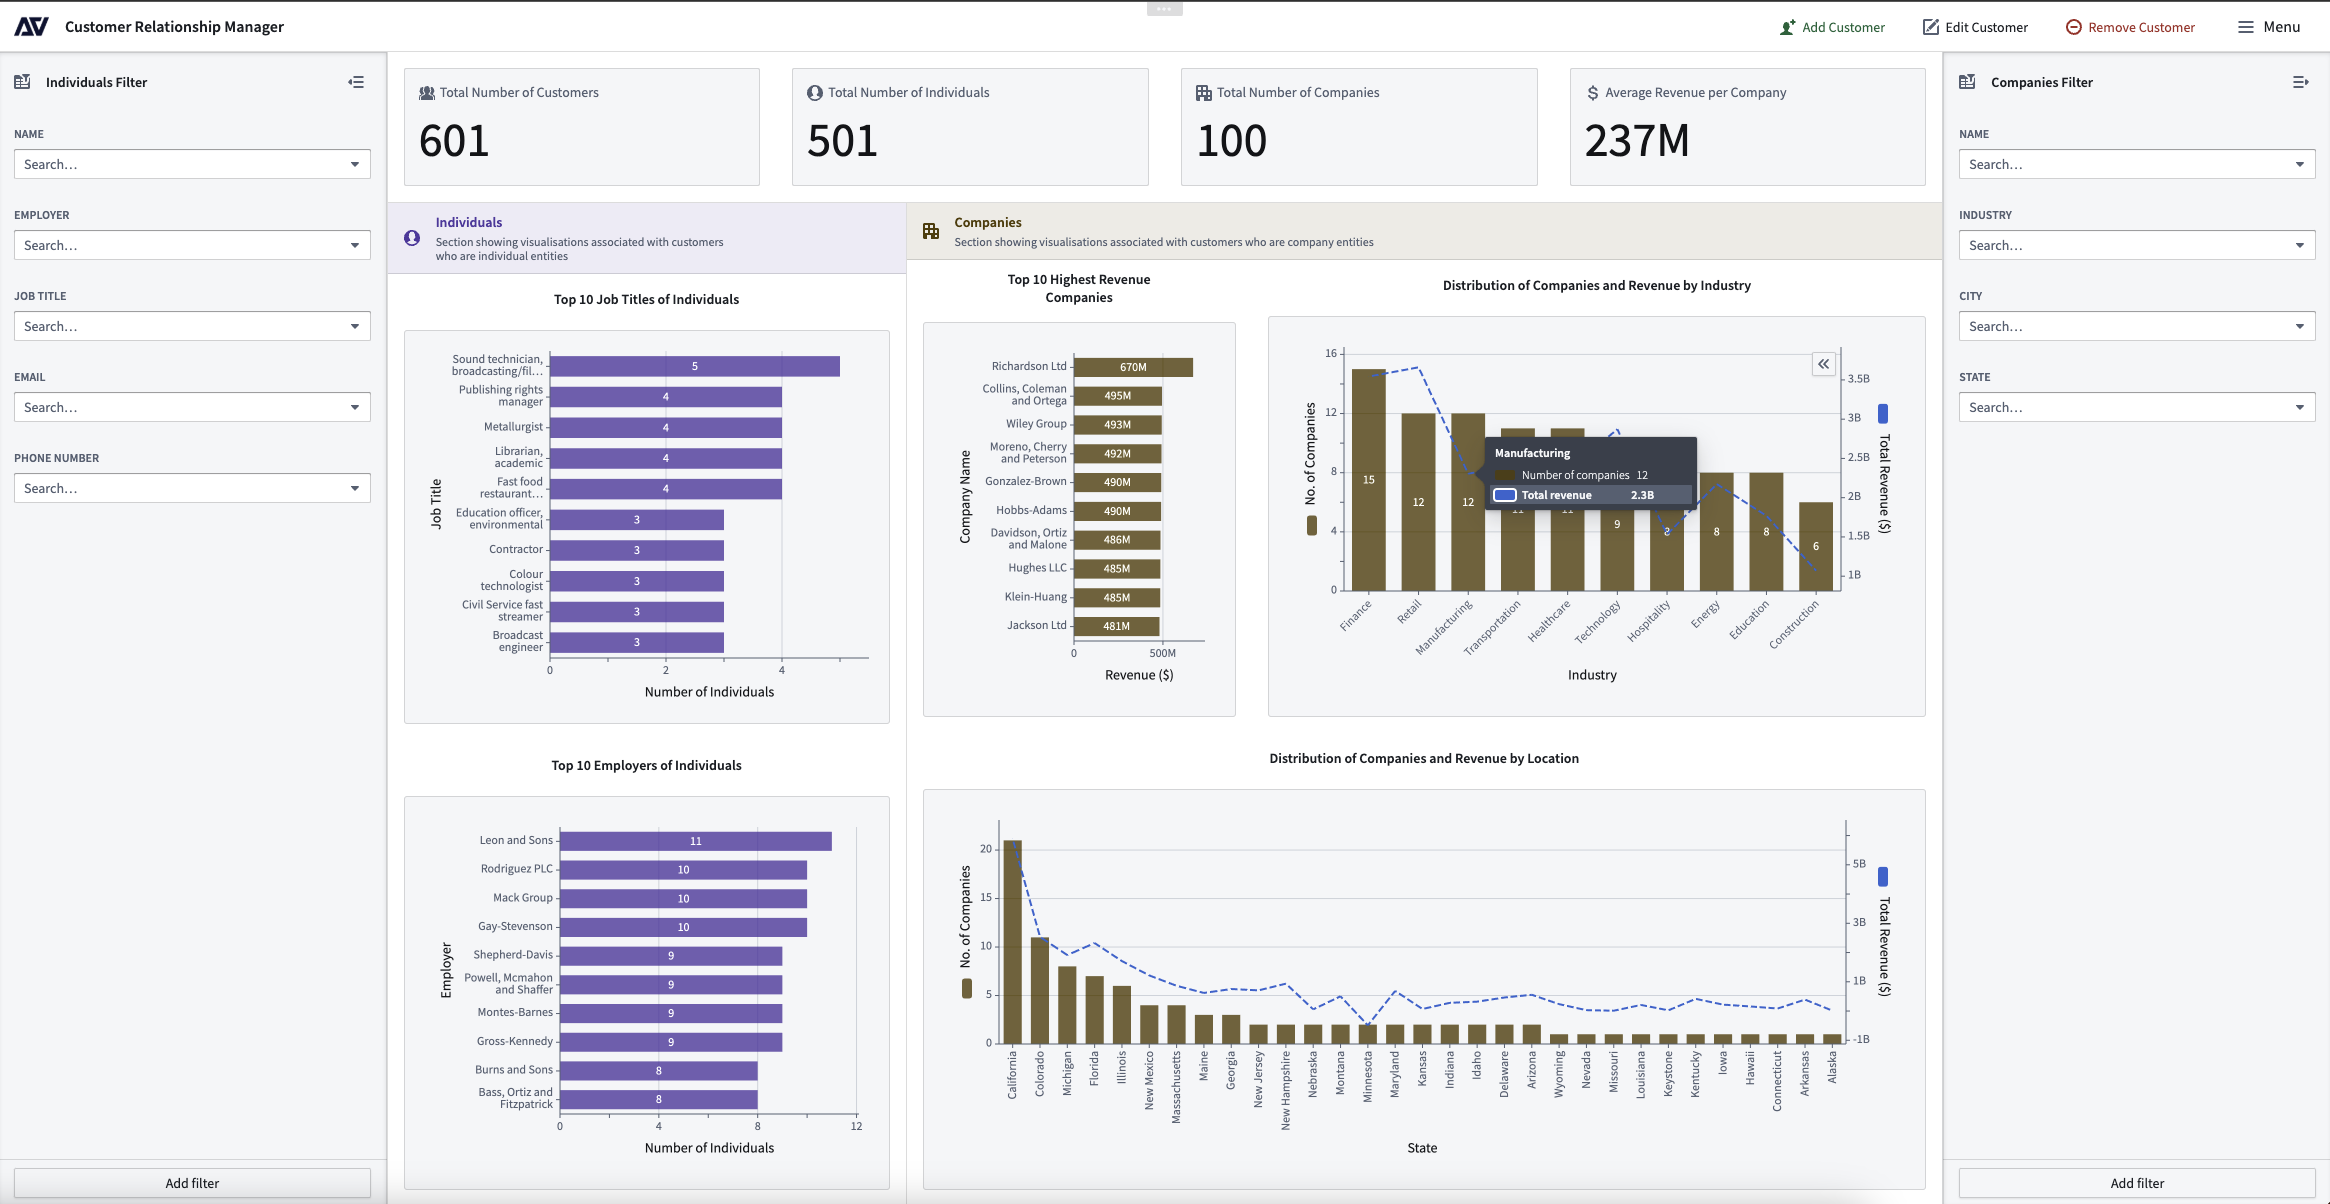 Customer Relationship Manager
Add Customer
Edit Customer
Remove Customer
Menu
Individuals Filter
NAME
Search...
EMPLOYER
Search...
JOB TITLE
Search...
EMAIL
Search...
PHONE NUMBER
Search...
Add filter
Total Number of Customers
601
Total Number of Individuals
501
Total Number of Companies
100
Average Revenue per Company
237M
Individuals
Section showing visualisations associated with customers
who are individual entities
Top 10 Job Titles of Individuals
Job Title
Sound technician,
broadcasting/fil...
5
Publishing rights
manager
4
Metallurgist
4
Librarian,
academic
4
Fast food
restaurant...
4
Education officer,
environmental
3
Contractor
3
Colour
technologist
3
Civil Service fast
streamer
3
Broadcast
engineer
3
0
2
4
Number of Individuals
Top 10 Employers of Individuals
Employer
Leon and Sons
11
Rodriguez PLC
10
Mack Group
10
Gay-Stevenson
10
Shepherd-Davis
9
Powell, Mcmahon
and Shaffer
9
Montes-Barnes
9
Gross-Kennedy
9
Burns and Sons
8
Bass, Ortiz and
Fitzpatrick
8
0
4
8
12
Number of Individuals
Companies
Section showing visualisations associated with customers who are company entities
Top 10 Highest Revenue
Companies
Company Name
Richardson Ltd
670M
Collins, Coleman
and Ortega
495M
Wiley Group
493M
Moreno, Cherry
and Peterson
492M
Gonzalez-Brown
490M
Hobbs-Adams
490M
Davidson, Ortiz
and Malone
486M
Hughes LLC
485M
Klein-Huang
485M
Jackson Ltd
481M
0
500M
Revenue ($)
Distribution of Companies and Revenue by Industry
No. of Companies
16
12
8
4
0
15
12
12
11
11
9
8
8
8
6
Manufacturing
Number of companies 12
Total revenue 2.3B
3.5B
3B
2.5B
2B
1.5B
1B
Total Revenue ($)
Finance
Retail
Manufacturing
Transportation
Healthcare
Technology
Hospitality
Energy
Education
Construction
Industry
Distribution of Companies and Revenue by Location
No. of Companies
20
15
10
5
0
5B
3B
1B
-1B
Total Revenue ($)
California
Colorado
Michigan
Florida
Illinois
New Mexico
Massachusetts
Maine
Georgia
New Jersey
New Hampshire
Nebraska
Montana
Minnesota
Maryland
Kansas
Indiana
Idaho
Delaware
Arizona
Wyoming
Nevada
Missouri
Louisiana
Keystone
Kentucky
Iowa
Hawaii
Connecticut
Arkansas
Alaska
State
Companies Filter
NAME
Search...
INDUSTRY
Search...
CITY
Search...
STATE
Search...
Add filter